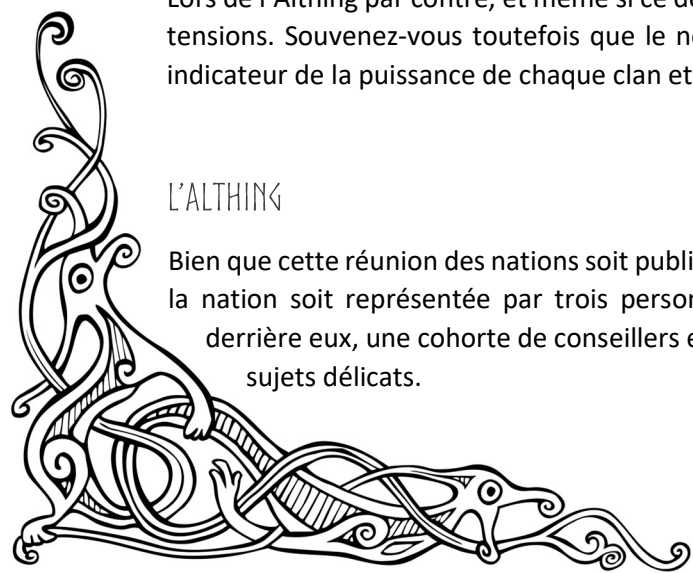 Lors de l'Althing par contre, et même si ce de
tensions. Souvenez-vous toutefois que le n
indicateur de la puissance de chaque clan et
L'ALTHING
Bien que cette réunion des nations soit publi
la nation soit représentée par trois person
derrière eux, une cohorte de conseillers e
sujets délicats.